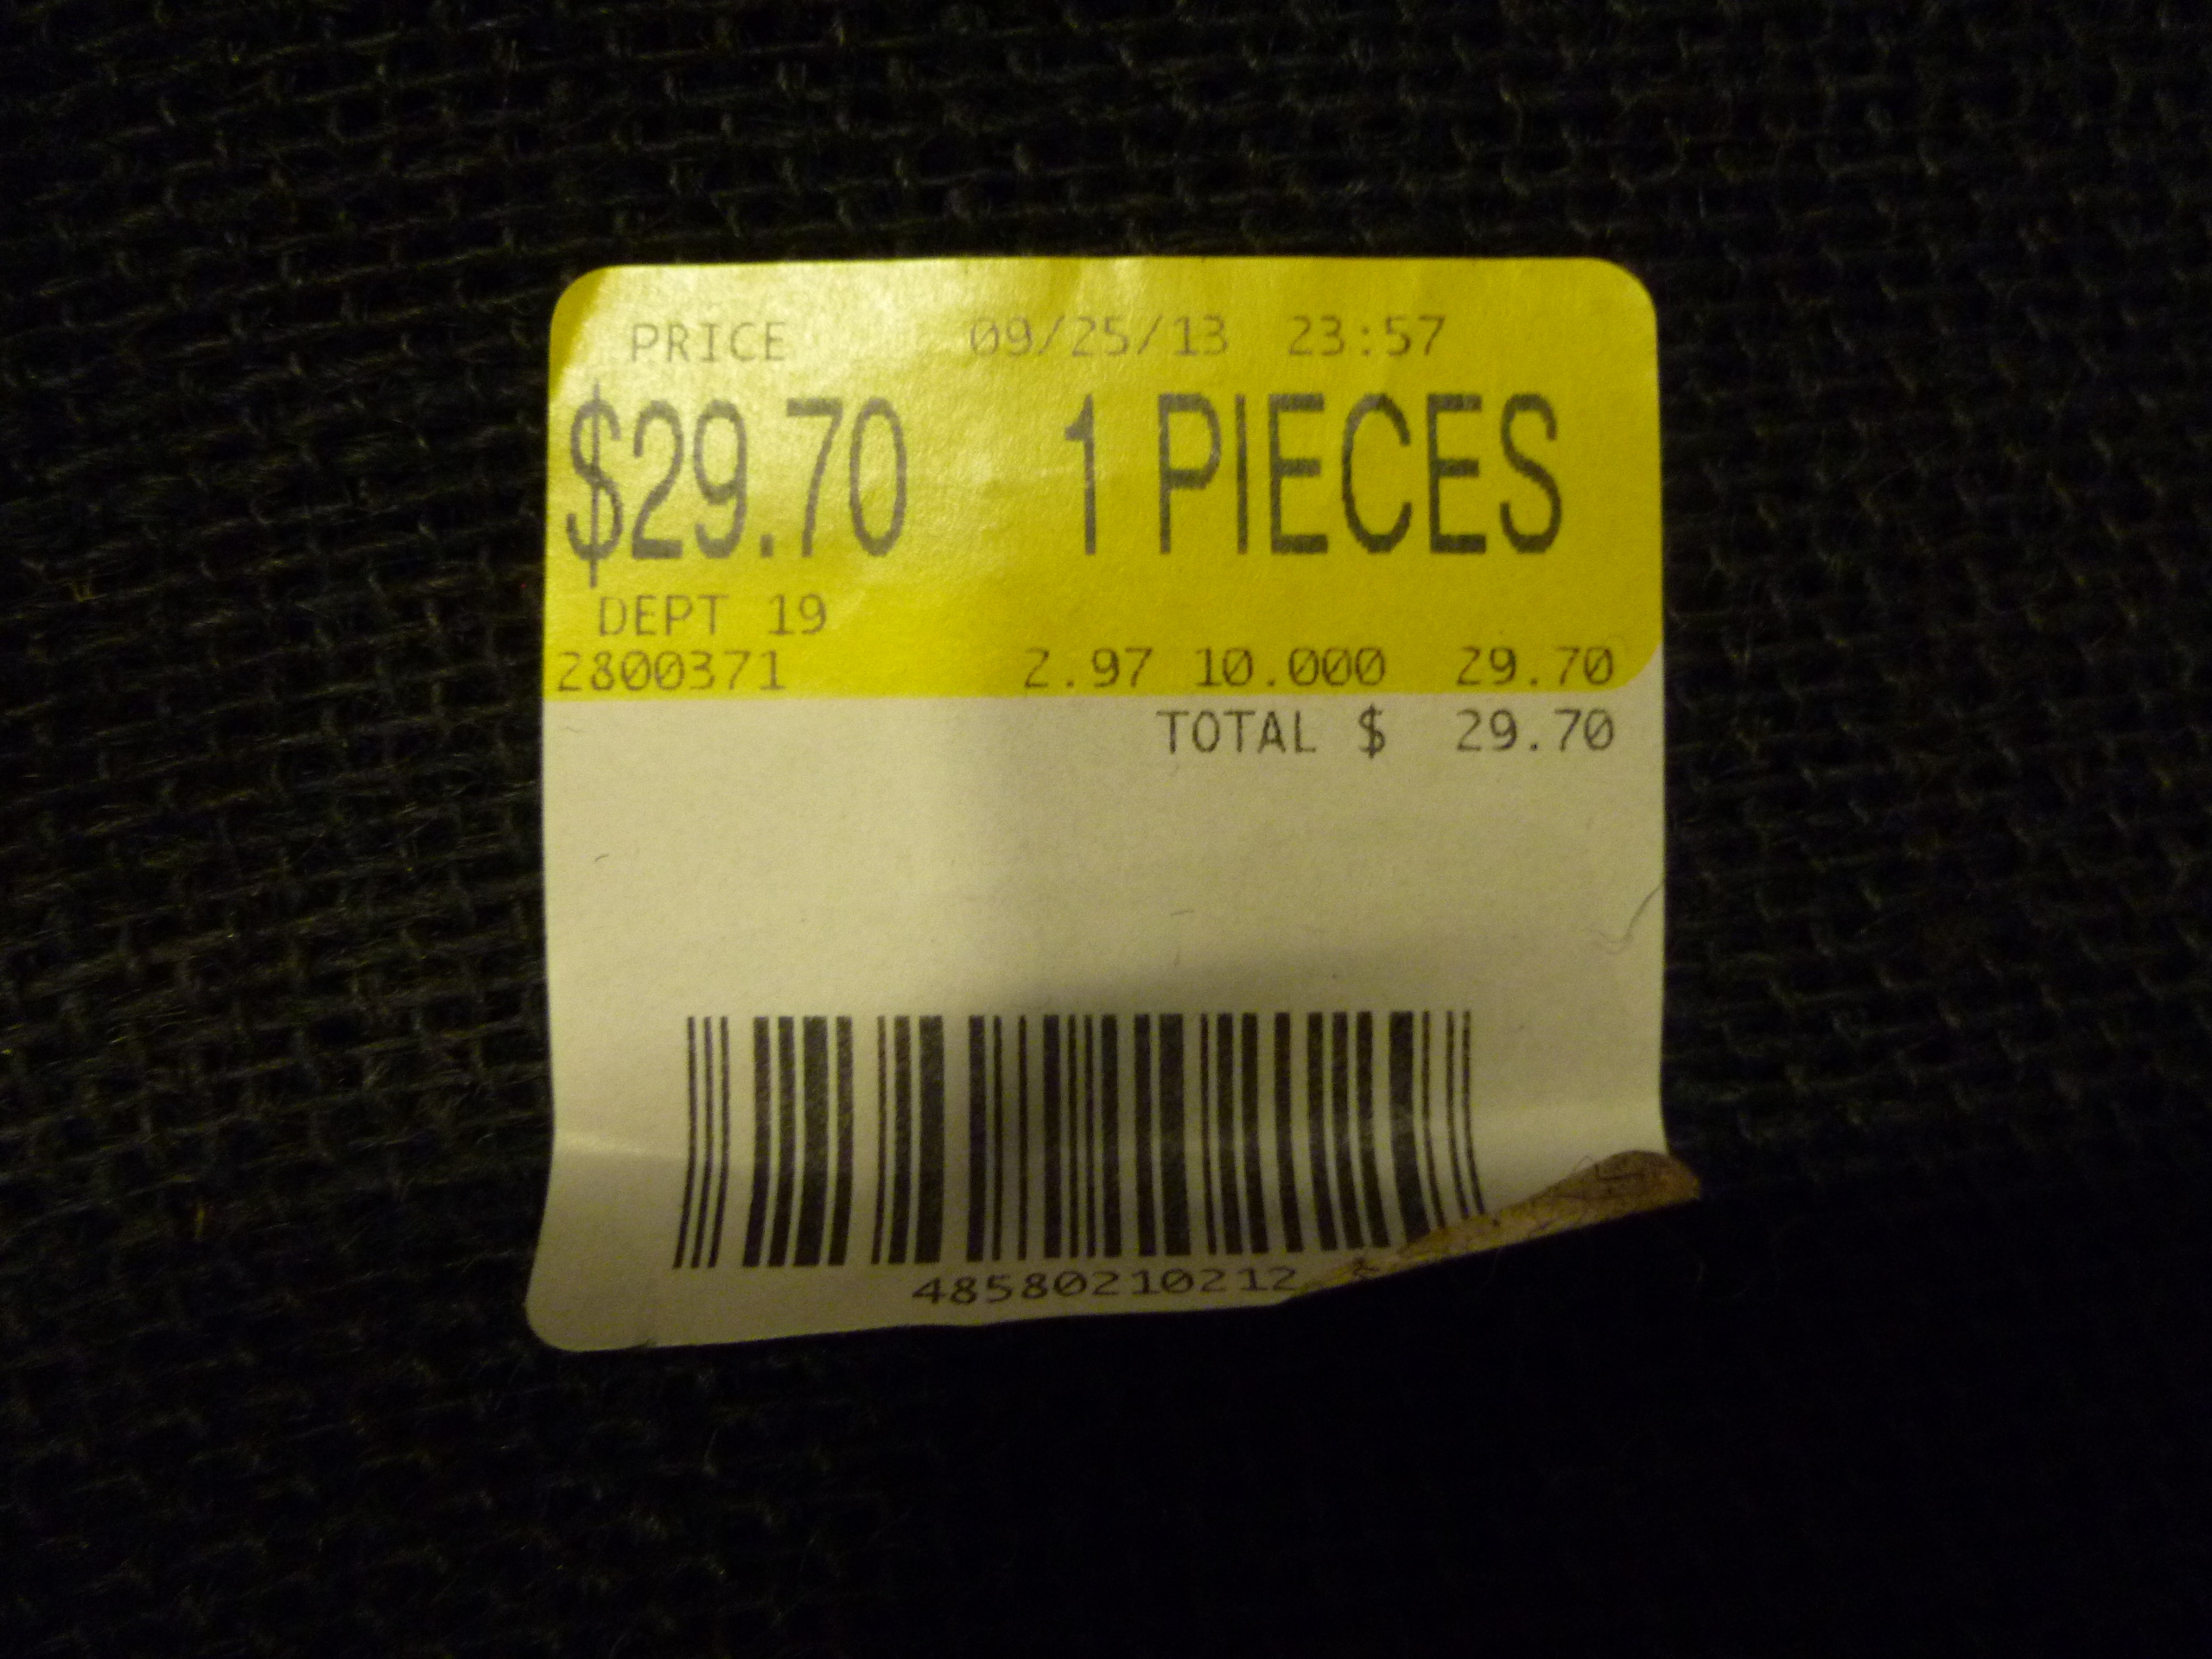 PRICE 09/25/13 23:57
$29.70 1 PIECES
DEPT 19
2800371 2.97 10.000 29.70
TOTAL $ 29.70
48580210212